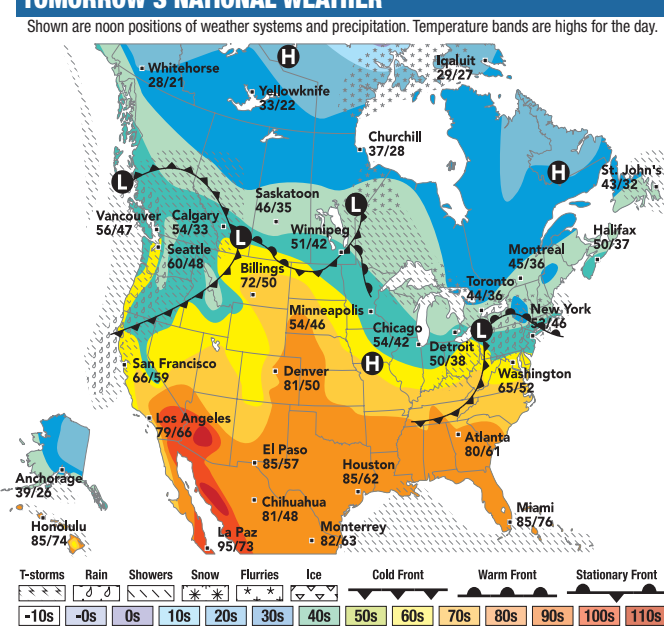 TOMORROW'S NATIONAL WEATHER
Shown are noon positions of weather systems and precipitation. Temperature bands are highs for the day.
H
Whitehorse
28/21
Yellowknife
33/22
Iqaluit
29/27
Churchill
37/28
H
St. John's
43/32
L
Saskatoon
46/35
L
Vancouver
56/47
Calgary
54/33
Winnipeg
51/42
Halifax
50/37
L
Seattle
60/48
Montreal
45/36
Billings
72/50
Toronto
44/36
Minneapolis
54/46
New York
53/46
Chicago
54/42
L
Detroit
50/38
San Francisco
66/59
H
Denver
81/50
Washington
65/52
Los Angeles
79/66
Atlanta
80/61
El Paso
85/57
Houston
85/62
Anchorage
39/26
Chihuahua
81/48
Miami
85/76
Honolulu
85/74
La Paz
95/73
Monterrey
82/63
T-storms Rain Showers Snow Flurries Ice Cold Front Warm Front Stationary Front
-10s -0s 0s 10s 20s 30s 40s 50s 60s 70s 80s 90s 100s 110s